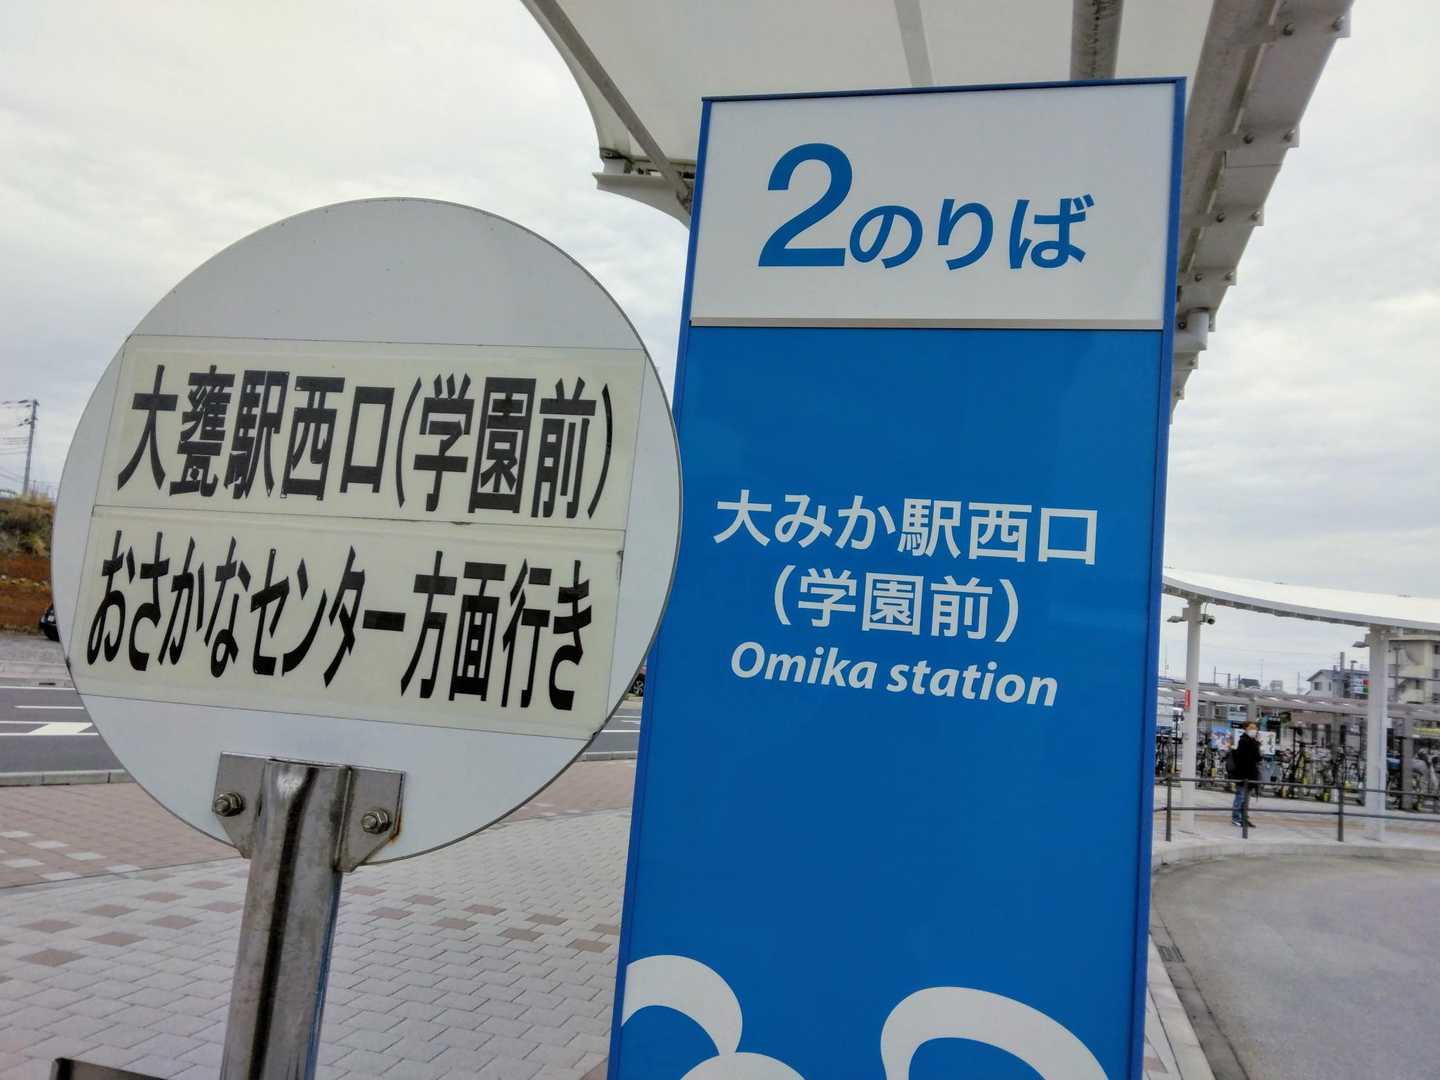 大甕駅西口(学園前)
おさかなセンター方面行き
2のりば
大みか駅西口
(学園前)
Omika station